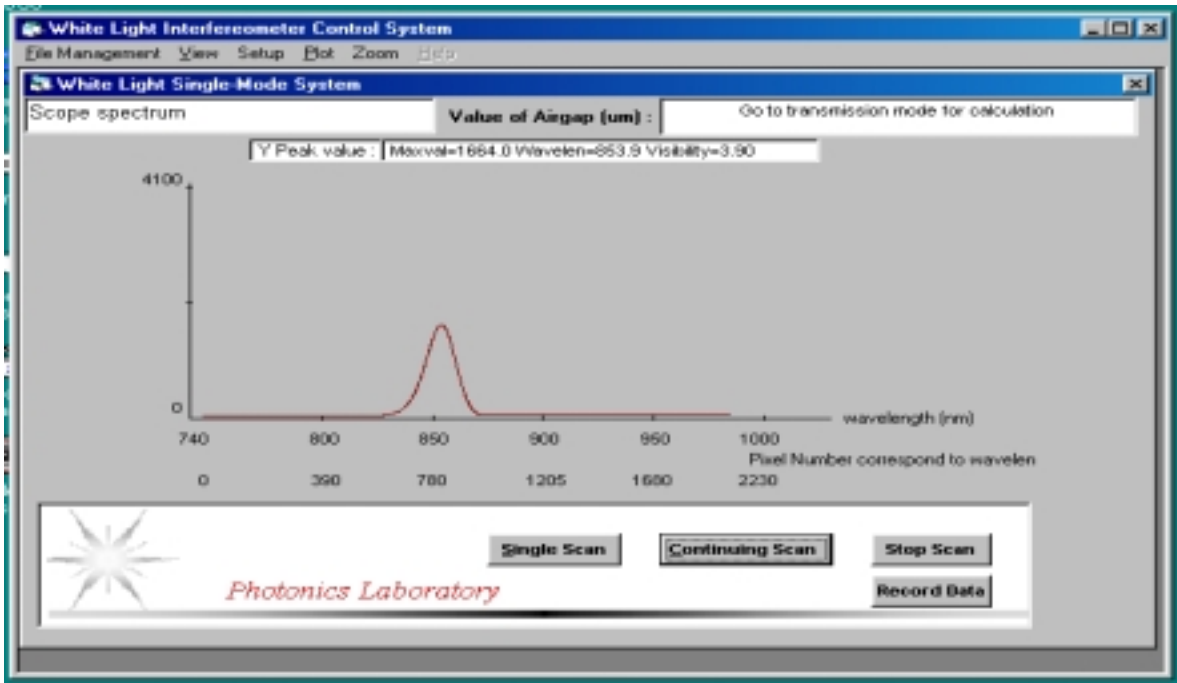 White Light Interfereometer Control System
File Management View Setup Plot Zoom Help
White Light Single-Mode System
Scope spectrum
Value of Airgap (um) :
Go to transmission mode for calculation
Y Peak value : Maxval=1664.0 Wavelen=853.9 Visibility=3.90
4100
0
wavelength (nm)
740 800 850 900 950 1000
Pixel Number correspond to wavelen
0 390 780 1205 1680 2230
Single Scan Continuing Scan Stop Scan
Photonics Laboratory
Record Data